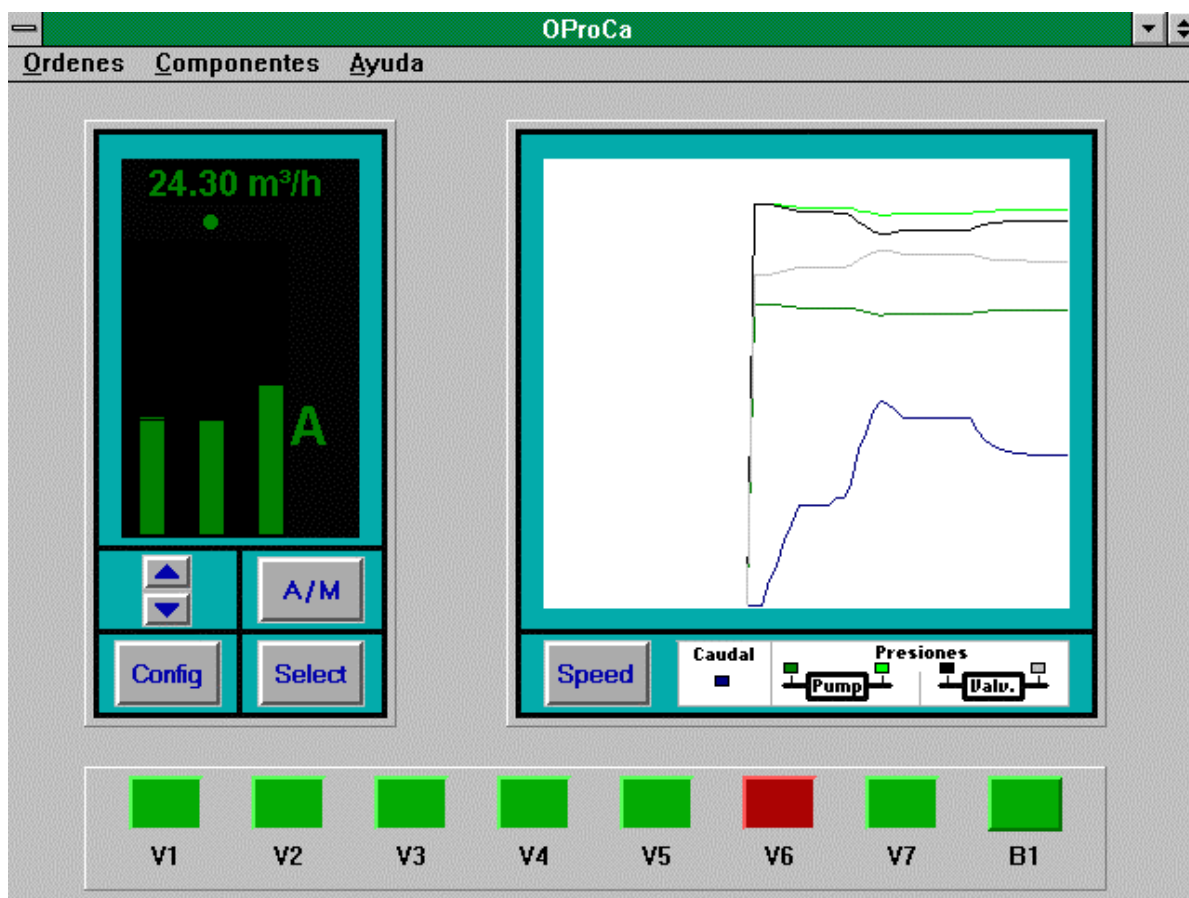 OProCa
Ordenes Componentes Ayuda
24.30 m³/h
A
A/M
Config Select
Speed
Caudal
Presiones
Pump
Valv.
V1 V2 V3 V4 V5 V6 V7 B1